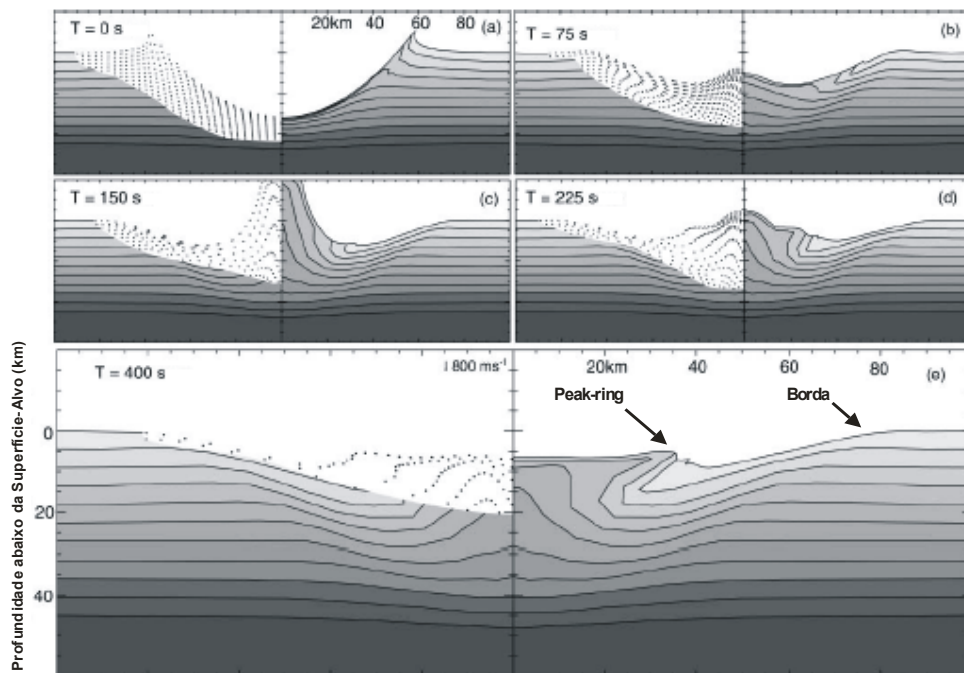 T = 0 s
20km 40 60 80 (a)
T = 75 s
(b)
T = 150 s
(c)
T = 225 s
(d)
T = 400 s
I 800 ms⁻¹
20km 40 60 80 (e)
Peak-ring
Borda
0
20
40
Profundidade abaixo da Superfície-Alvo (km)